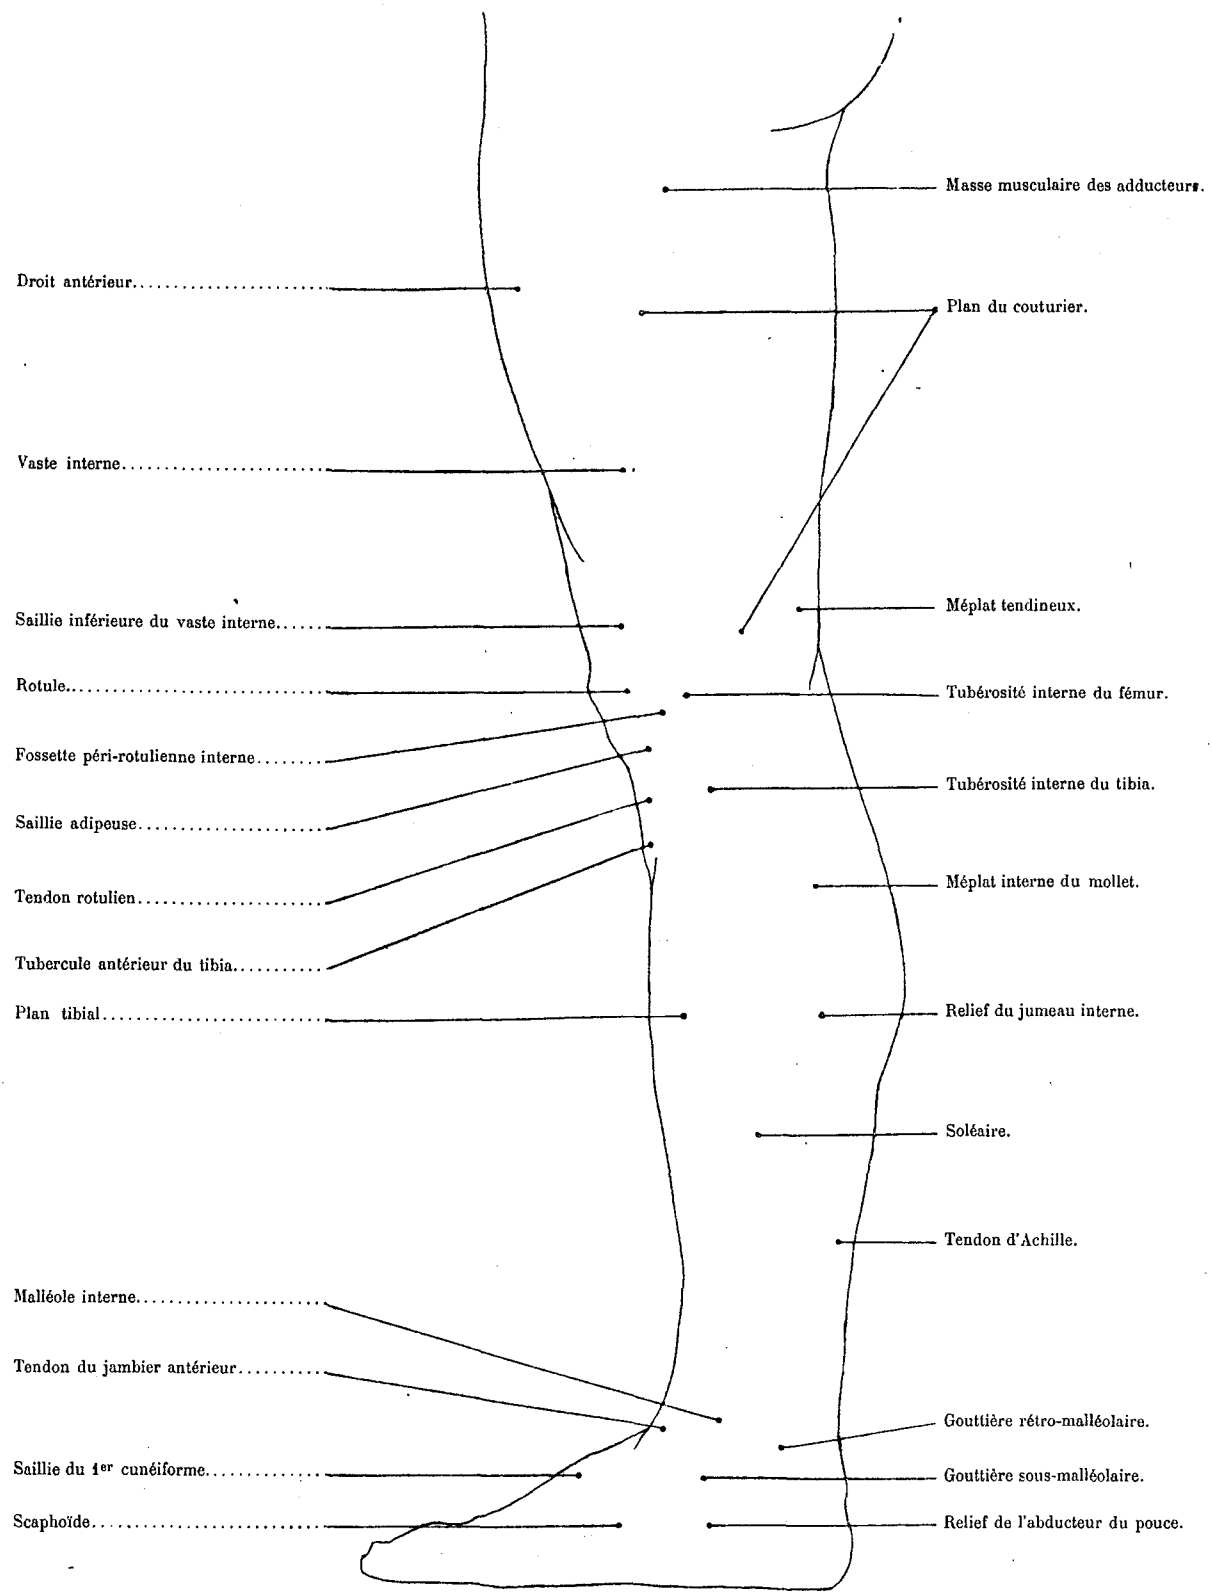 Masse musculaire des adducteurs.
Droit antérieur
Plan du couturier.
Vaste interne
Méplat tendineux.
Saillie inférieure du vaste interne
Rotule
Tubérosité interne du fémur.
Fossette péri-rotulienne interne
Tubérosité interne du tibia.
Saillie adipeuse
Méplat interne du mollet.
Tendon rotulien
Tubercule antérieur du tibia
Plan tibial
Relief du jumeau interne.
Soléaire.
Tendon d'Achille.
Malléole interne
Tendon du jambier antérieur
Gouttière rétro-malléolaire.
Saillie du 1er cunéiforme
Gouttière sous-malléolaire.
Scaphoïde
Relief de l'abducteur du pouce.